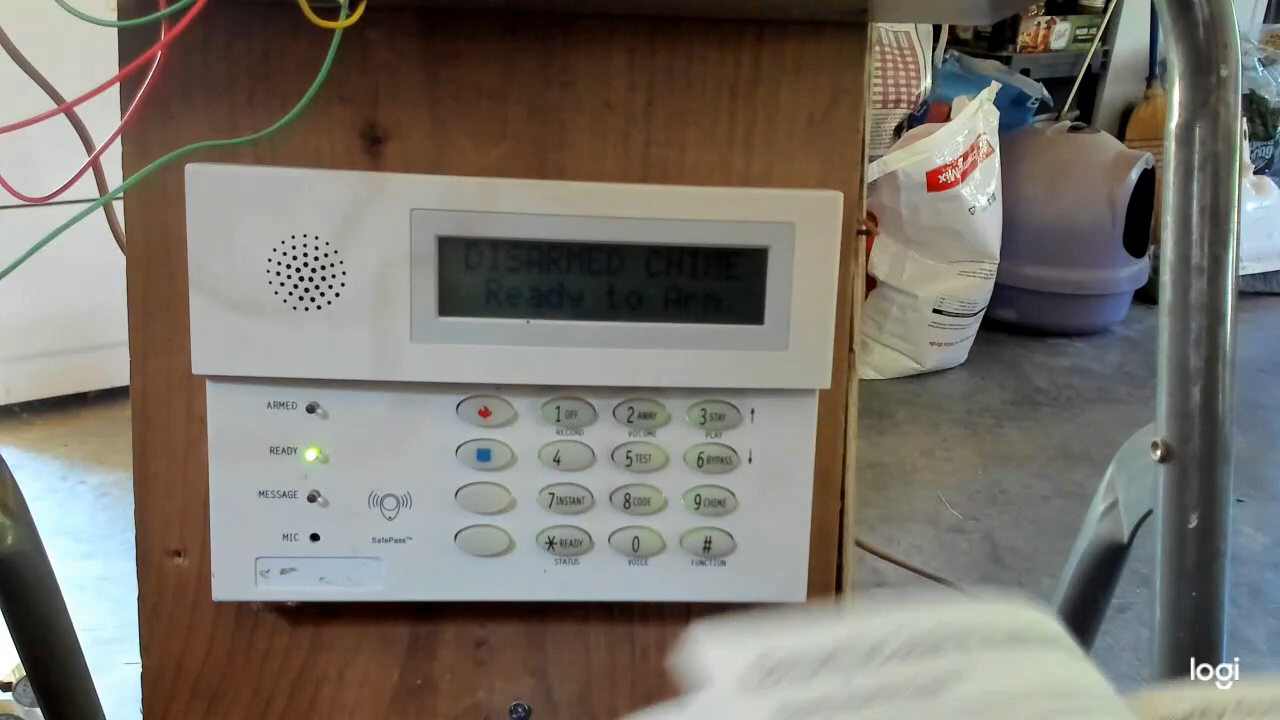 DISARMED CHIME
Ready to Arm.
ARMED
READY
MESSAGE
MIC
SafePass™
1 OFF
RECORD
2 AWAY
VOLUME
3 STAY
PLAY
↑
4
5 TEST
6 BYPASS
↓
7 INSTANT
8 CODE
9 CHIME
* READY
STATUS
0
VOICE
#
FUNCTION
logi